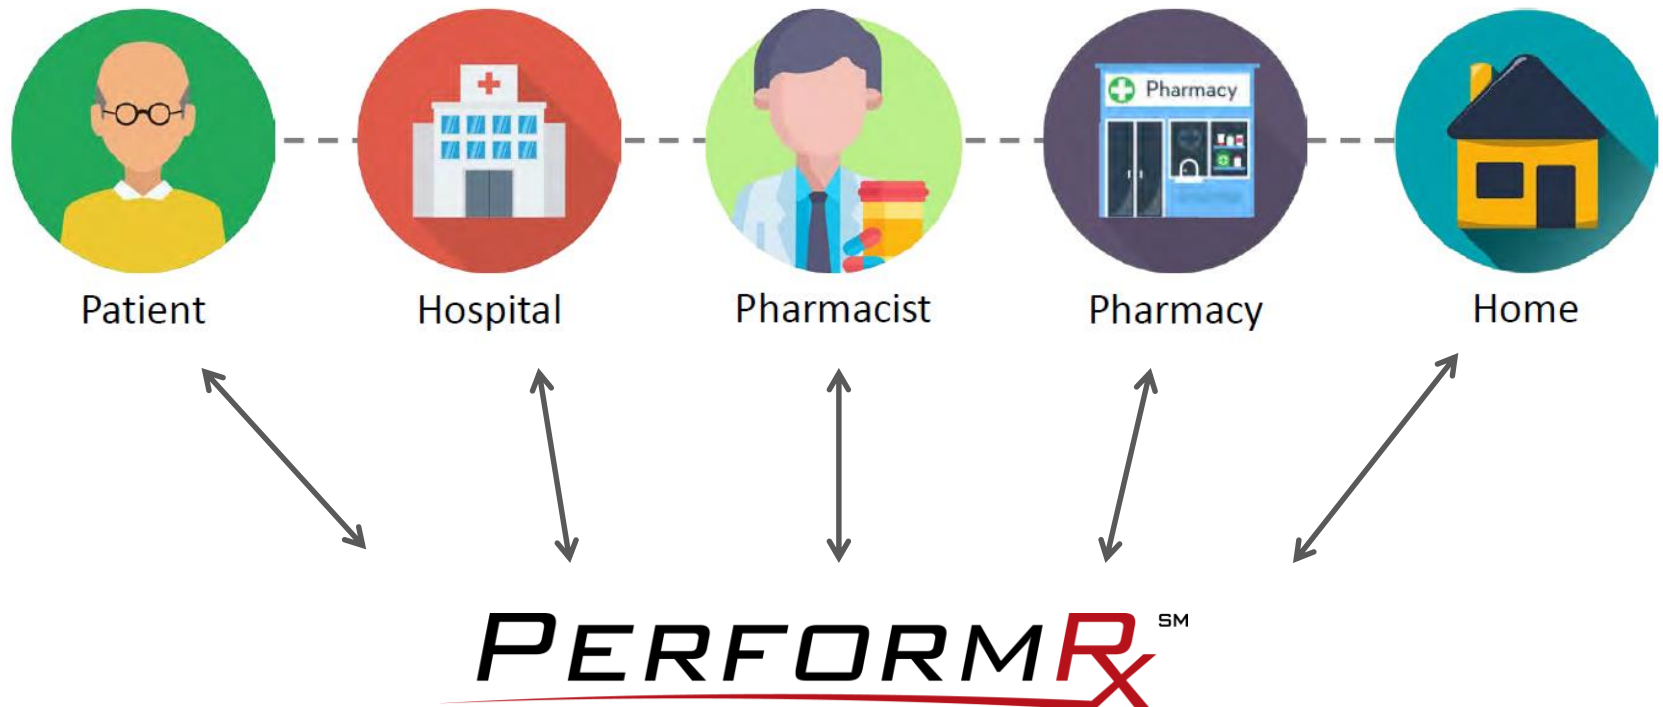 Pharmacy
Patient
Hospital
Pharmacist
Pharmacy
Home
PERFORMRx SM